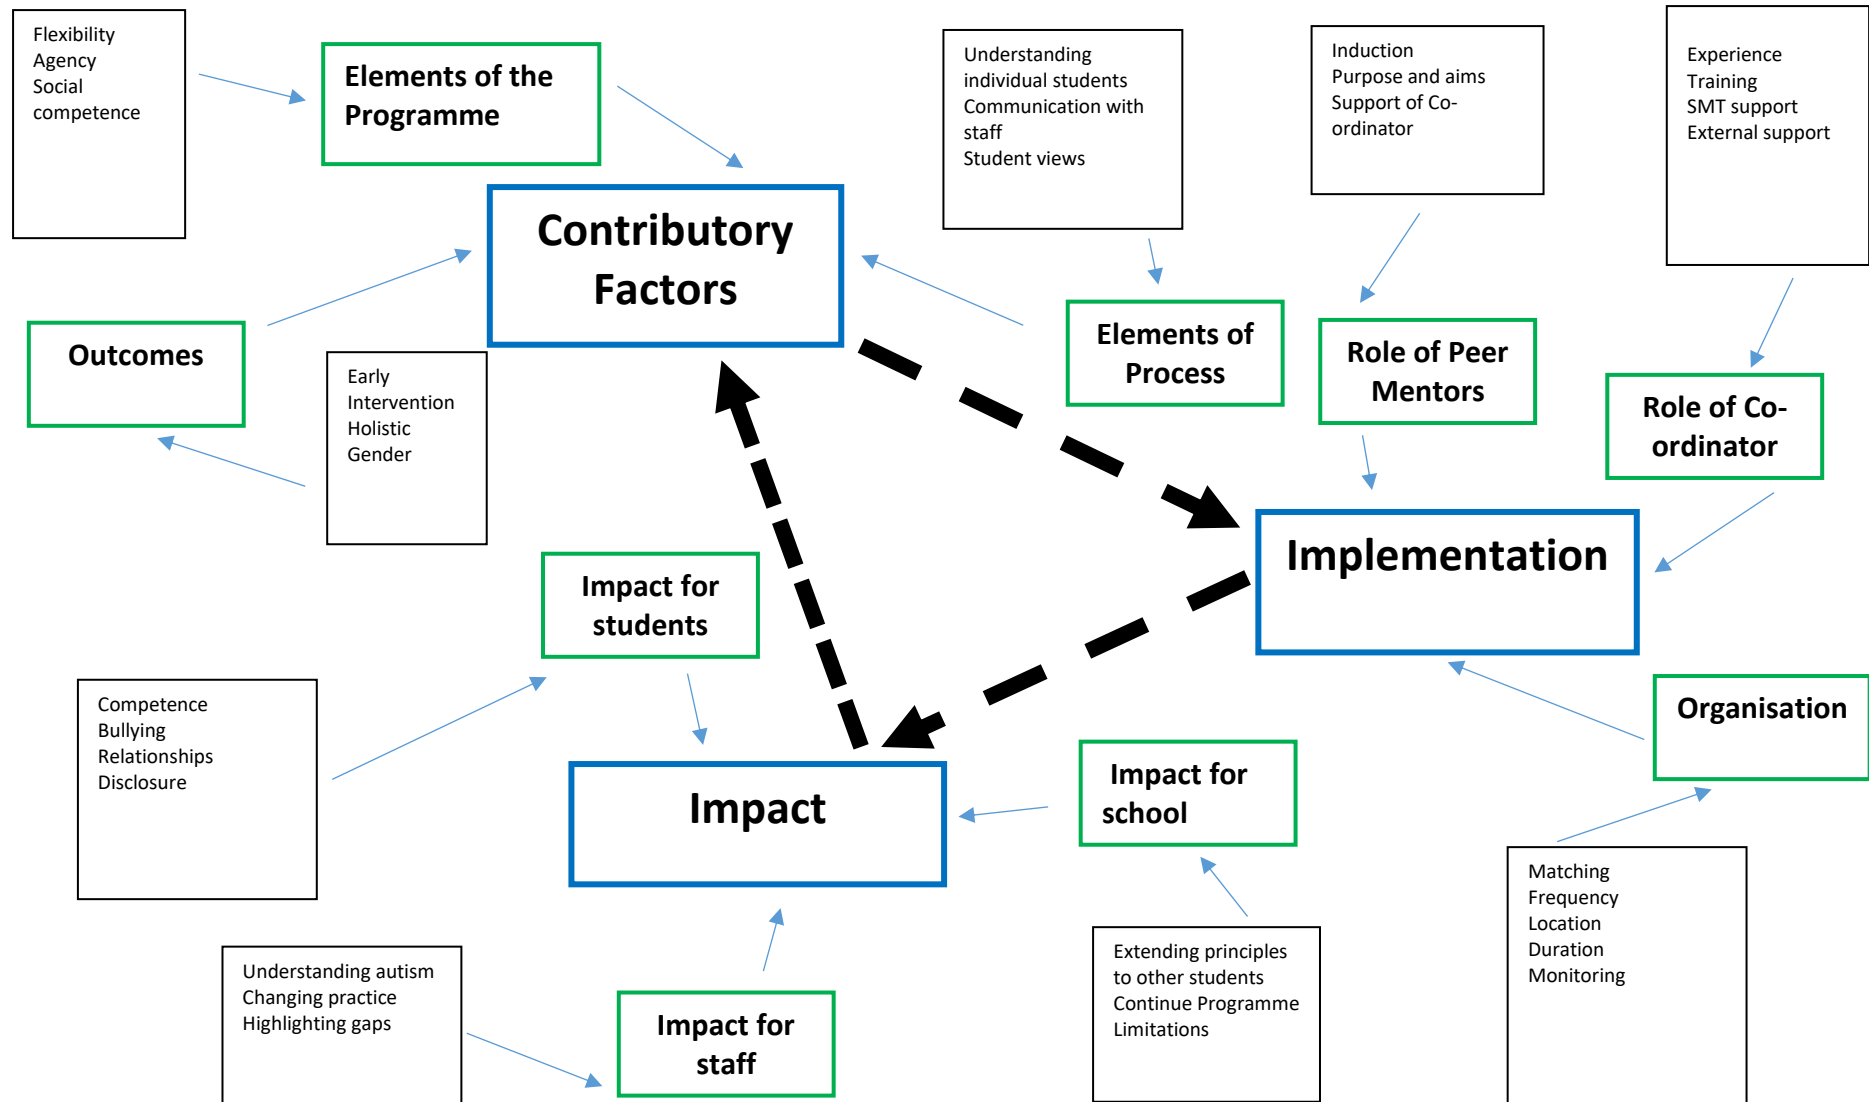 Flexibility
Agency
Social
competence
Elements of the
Programme
Understanding
individual students
Communication with
staff
Student views
Induction
Purpose and aims
Support of Co-
ordinator
Experience
Training
SMT support
External support
Contributory
Factors
Outcomes
Early
Intervention
Holistic
Gender
Elements of
Process
Role of Peer
Mentors
Role of Co-
ordinator
Implementation
Impact for
students
Competence
Bullying
Relationships
Disclosure
Organisation
Impact
Impact for
school
Matching
Frequency
Location
Duration
Monitoring
Understanding autism
Changing practice
Highlighting gaps
Impact for
staff
Extending principles
to other students
Continue Programme
Limitations